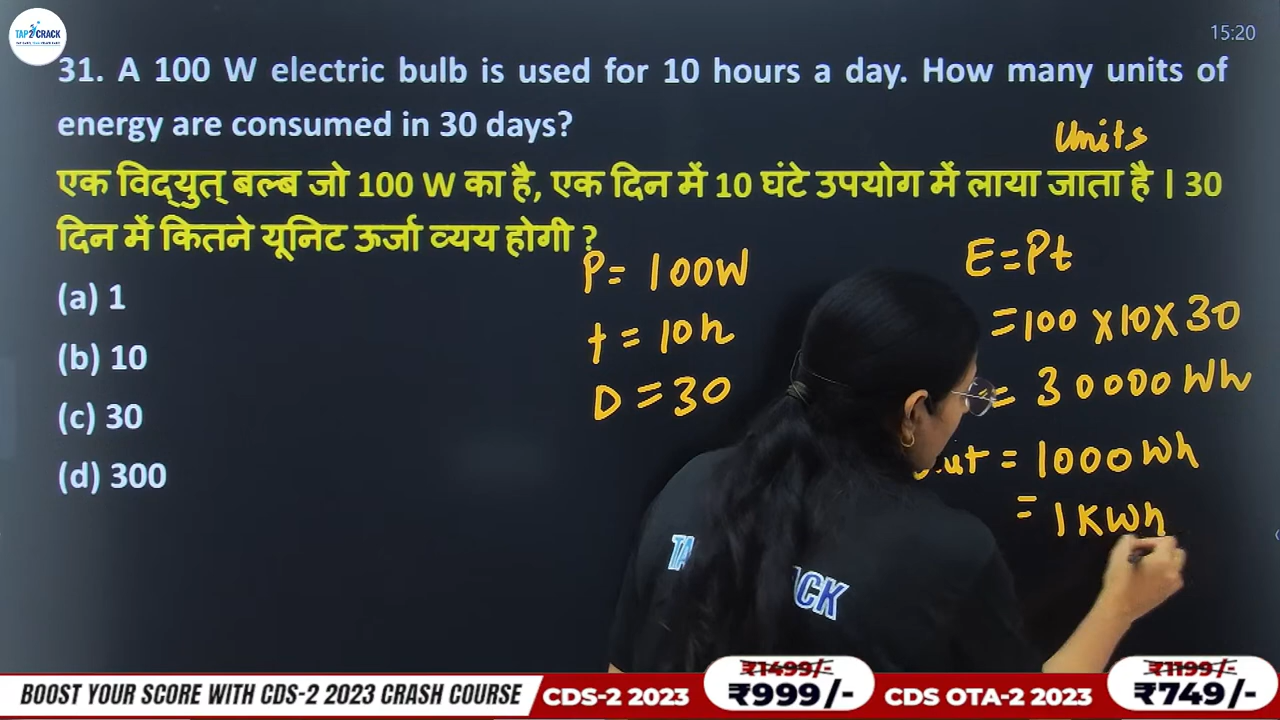 TAP2CRACK
15:20
31. A 100 W electric bulb is used for 10 hours a day. How many units of
energy are consumed in 30 days?
Units
एक विद्युत् बल्ब जो 100 W का है, एक दिन में 10 घंटे उपयोग में लाया जाता है । 30
दिन में कितने यूनिट ऊर्जा व्यय होगी ?
(a) 1
(b) 10
(c) 30
(d) 300
P = 100W
t = 10h
D = 30
E = Pt
= 100 X 10 X 30
= 30000 Wh
= 1000 Wh
= 1 KWh
TA CK
BOOST YOUR SCORE WITH CDS-2 2023 CRASH COURSE
CDS-2 2023
₹1499/-
₹999/-
CDS OTA-2 2023
₹1199/-
₹749/-